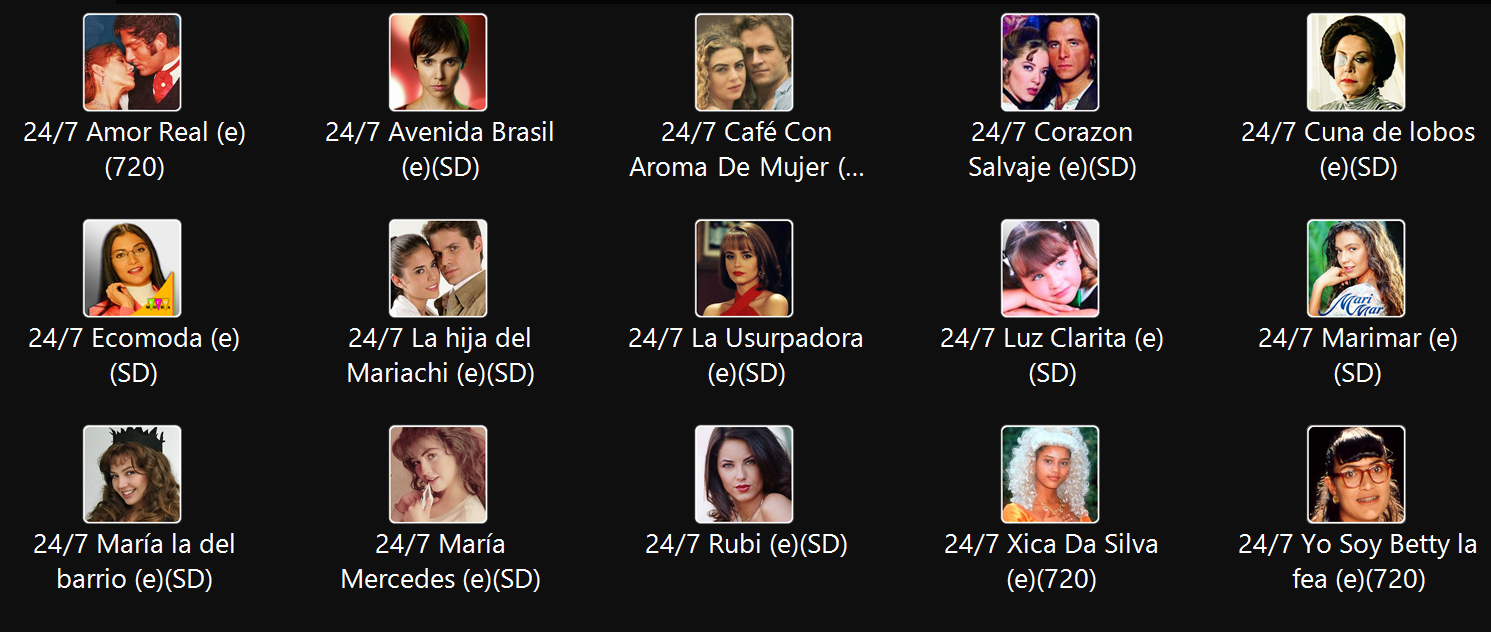 24/7 Amor Real (e)
(720)
24/7 Avenida Brasil
(e)(SD)
24/7 Café Con
Aroma De Mujer (...
24/7 Corazon
Salvaje (e)(SD)
24/7 Cuna de lobos
(e)(SD)
24/7 Ecomoda (e)
(SD)
24/7 La hija del
Mariachi (e)(SD)
24/7 La Usurpadora
(e)(SD)
24/7 Luz Clarita (e)
(SD)
Mari
Mar
24/7 Marimar (e)
(SD)
24/7 María la del
barrio (e)(SD)
24/7 María
Mercedes (e)(SD)
24/7 Rubi (e)(SD)
24/7 Xica Da Silva
(e)(720)
24/7 Yo Soy Betty la
fea (e)(720)